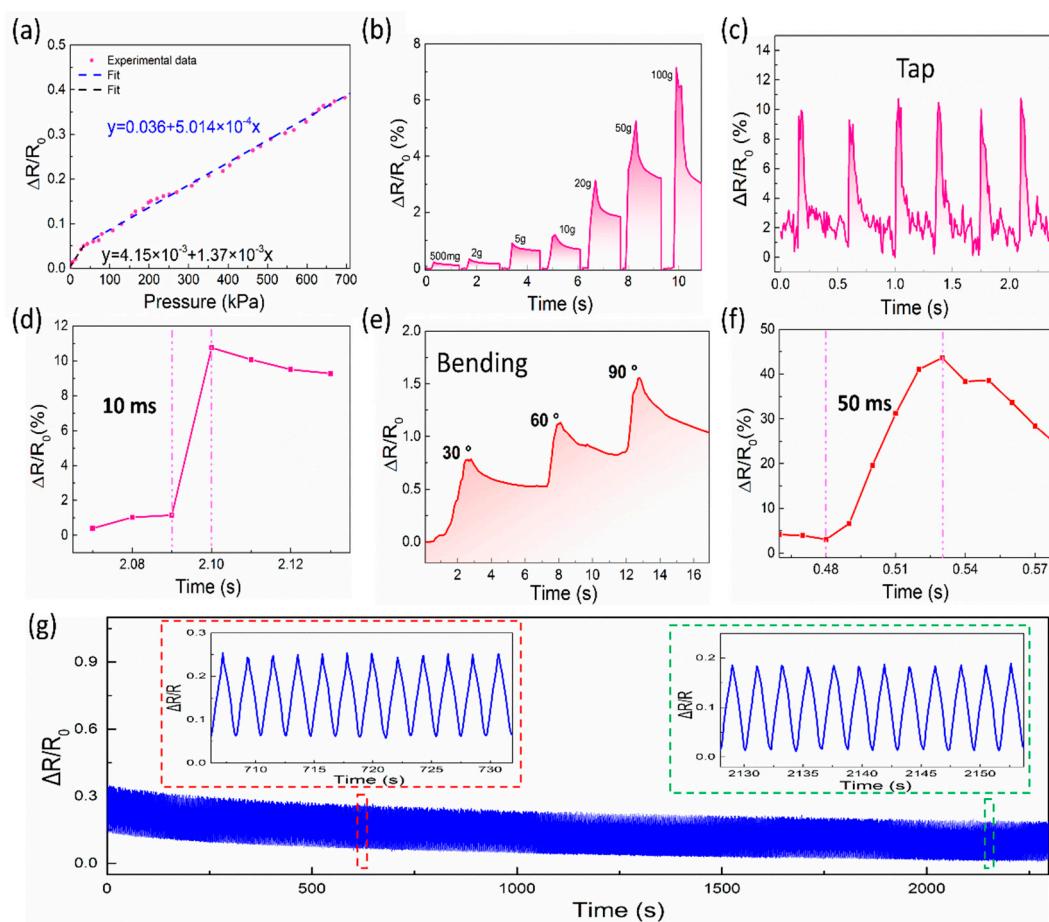 (a)
0.5
0.4
0.3
0.2
0.1
0.0
ΔR/R₀
Experimental data
Fit
Fit
y=0.036+5.014×10⁻⁴x
y=4.15×10⁻³+1.37×10⁻³x
0 100 200 300 400 500 600 700
Pressure (kPa)
(b)
8
6
4
2
0
ΔR/R₀ (%)
500mg
2g
5g
10g
20g
50g
100g
0 2 4 6 8 10
Time (s)
(c)
14
12
10
8
6
4
2
0
ΔR/R₀ (%)
Tap
0.0 0.5 1.0 1.5 2.0
Time (s)
(d)
12
10
8
6
4
2
0
ΔR/R₀(%)
10 ms
2.08 2.10 2.12
Time (s)
(e)
2.0
1.5
1.0
0.5
0.0
ΔR/R₀
Bending
30 °
60 °
90 °
2 4 6 8 10 12 14 16
Time (s)
(f)
50
40
30
20
10
0
ΔR/R₀(%)
50 ms
0.48 0.51 0.54 0.57
Time (s)
(g)
0.9
0.6
0.3
0.0
ΔR/R₀
0.3
0.2
0.1
0.0
ΔR/R
710 715 720 725 730
Time (s)
0.2
0.1
0.0
ΔR/R
2130 2135 2140 2145 2150
Time (s)
0 500 1000 1500 2000
Time (s)